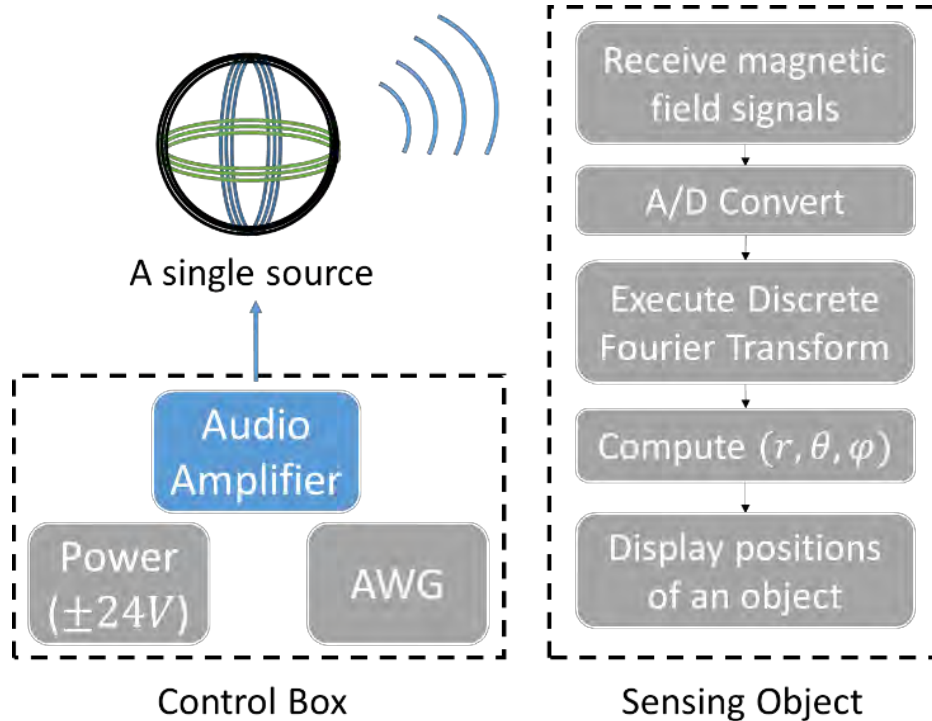 A single source
Audio
Amplifier
Power
(±24V)
AWG
Control Box
Receive magnetic
field signals
A/D Convert
Execute Discrete
Fourier Transform
Compute (r, θ, φ)
Display positions
of an object
Sensing Object